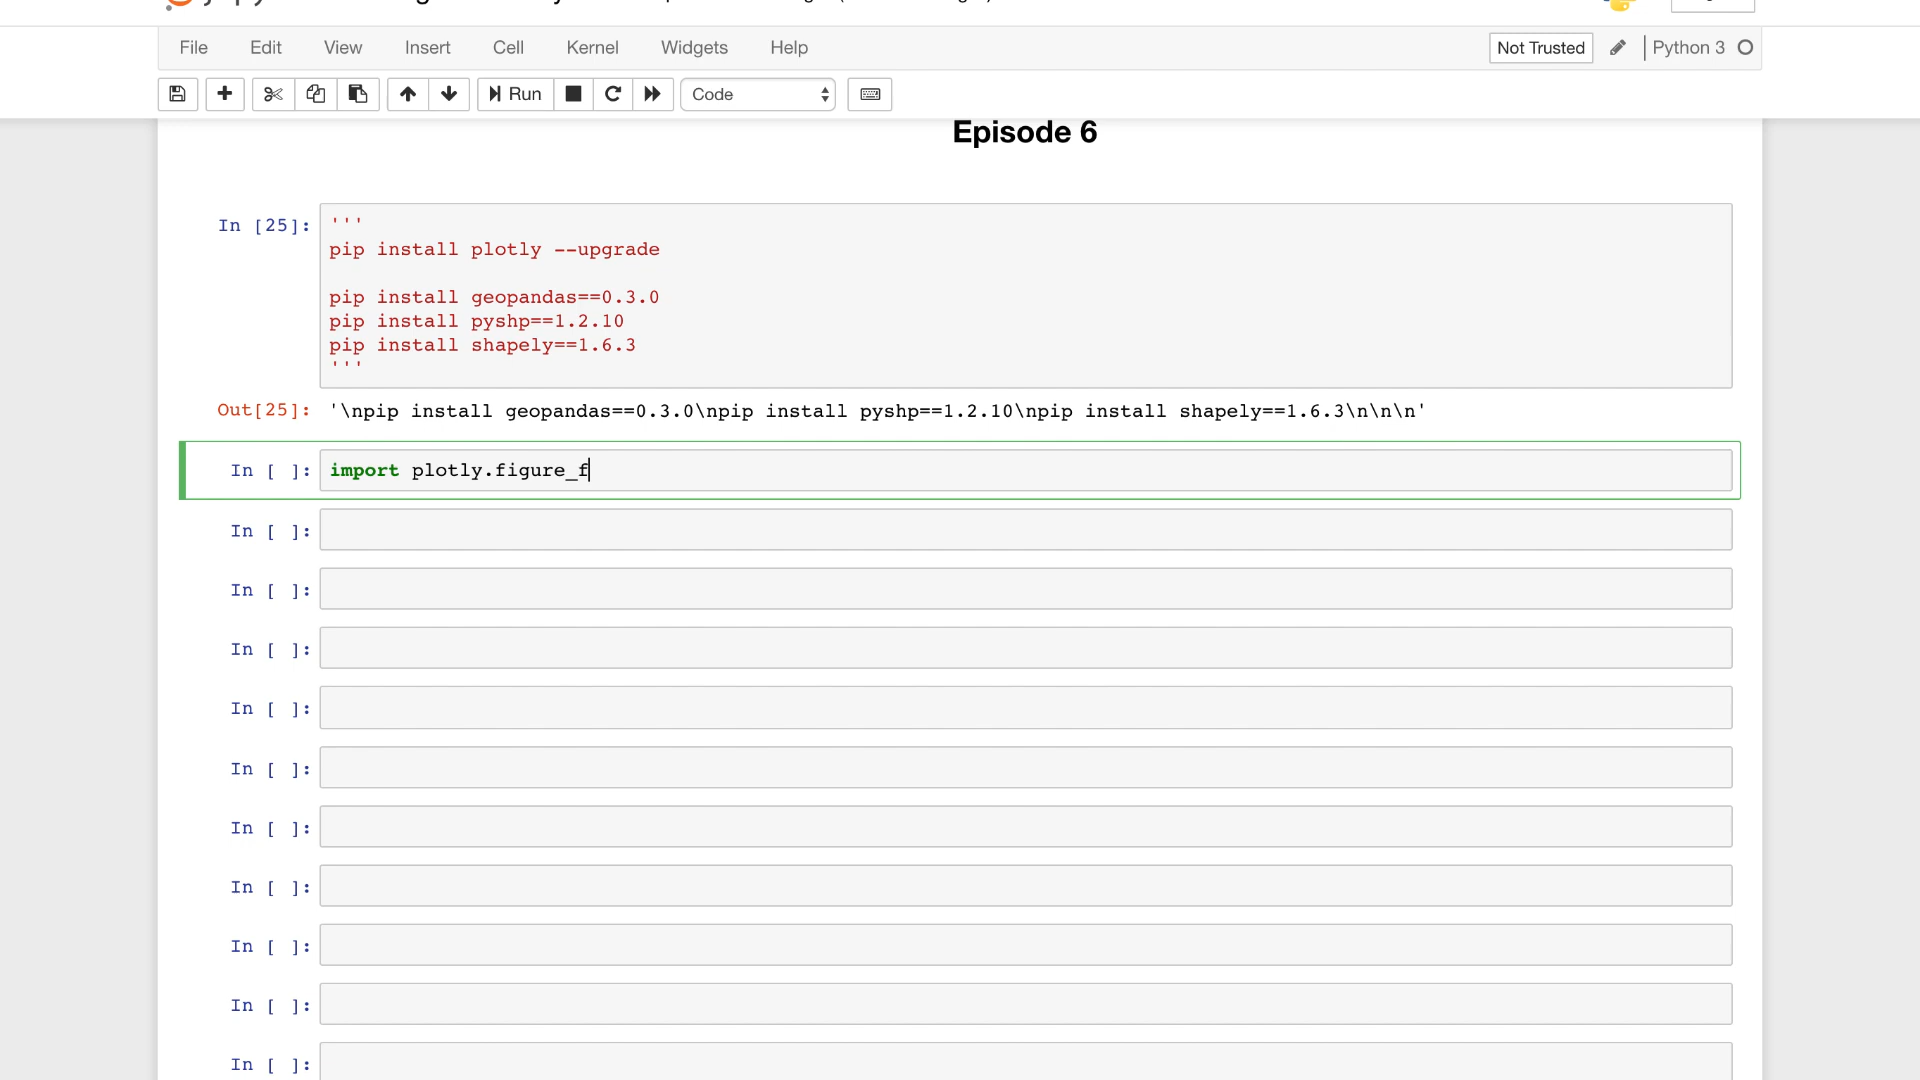 File Edit View Insert Cell Kernel Widgets Help Not Trusted Python 3
Run Code
Episode 6
In [25]: '''
pip install plotly --upgrade
pip install geopandas==0.3.0
pip install pyshp==1.2.10
pip install shapely==1.6.3
'''
Out[25]: '\npip install geopandas==0.3.0\npip install pyshp==1.2.10\npip install shapely==1.6.3\n\n\n'
In [ ]: import plotly.figure_f
In [ ]:
In [ ]:
In [ ]:
In [ ]:
In [ ]:
In [ ]:
In [ ]:
In [ ]:
In [ ]:
In [ ]: